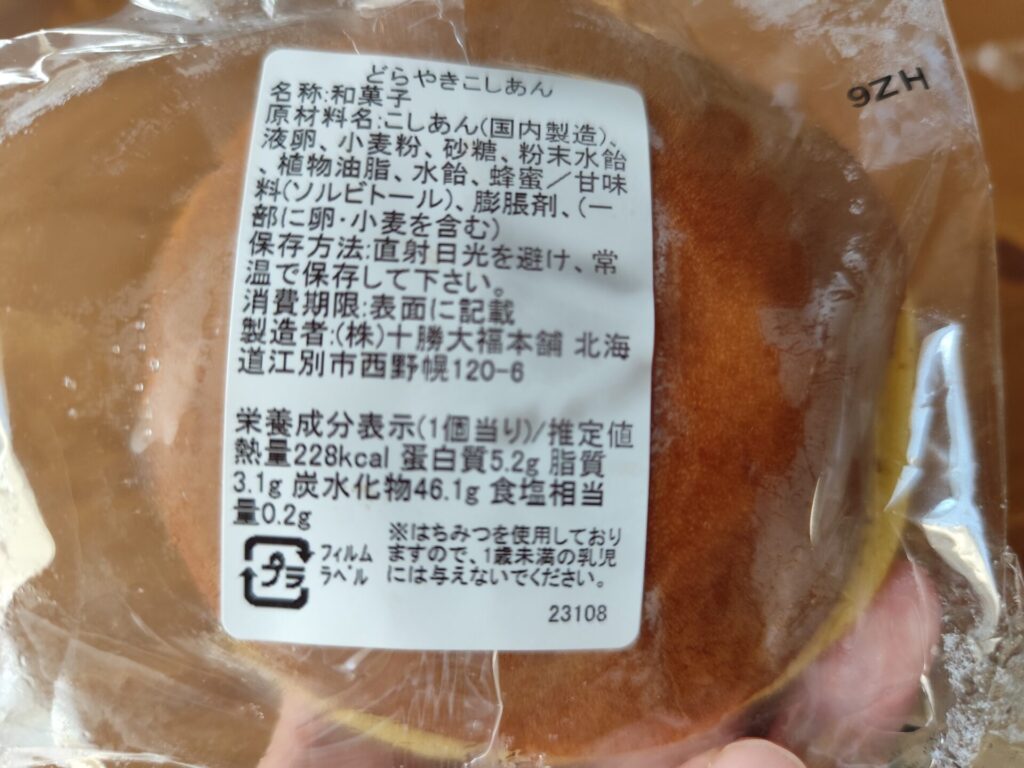 どらやきこしあん
名称:和菓子
原材料名:こしあん(国内製造)、
液卵、小麦粉、砂糖、粉末水飴
、植物油脂、水飴、蜂蜜／甘味
料(ソルビトール)、膨脹剤、(一
部に卵・小麦を含む)
保存方法:直射日光を避け、常
温で保存して下さい。
消費期限:表面に記載
製造者:(株)十勝大福本舗 北海
道江別市西野幌120-6
栄養成分表示(1個当り)/推定値
熱量228kcal 蛋白質5.2g 脂質
3.1g 炭水化物46.1g 食塩相当
量0.2g
※はちみつを使用しており
ますので、1歳未満の乳児
には与えないでください。
プラ
フィルム
ラベル
23108
HZ6